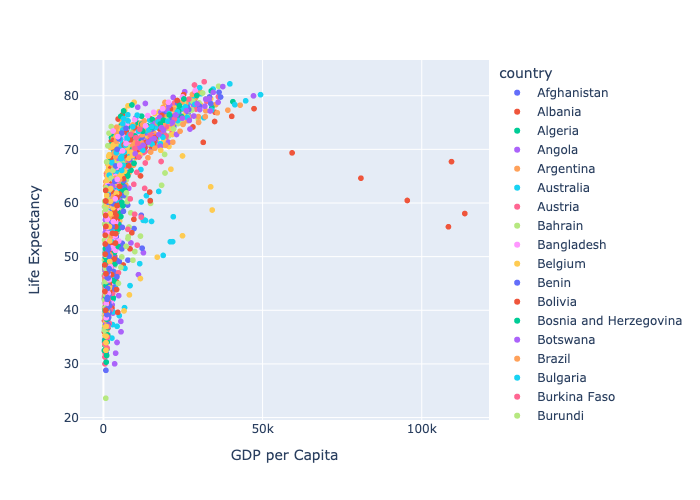 80
70
60
50
40
30
20
0
50k
100k
GDP per Capita
Life Expectancy
country
Afghanistan
Albania
Algeria
Angola
Argentina
Australia
Austria
Bahrain
Bangladesh
Belgium
Benin
Bolivia
Bosnia and Herzegovina
Botswana
Brazil
Bulgaria
Burkina Faso
Burundi